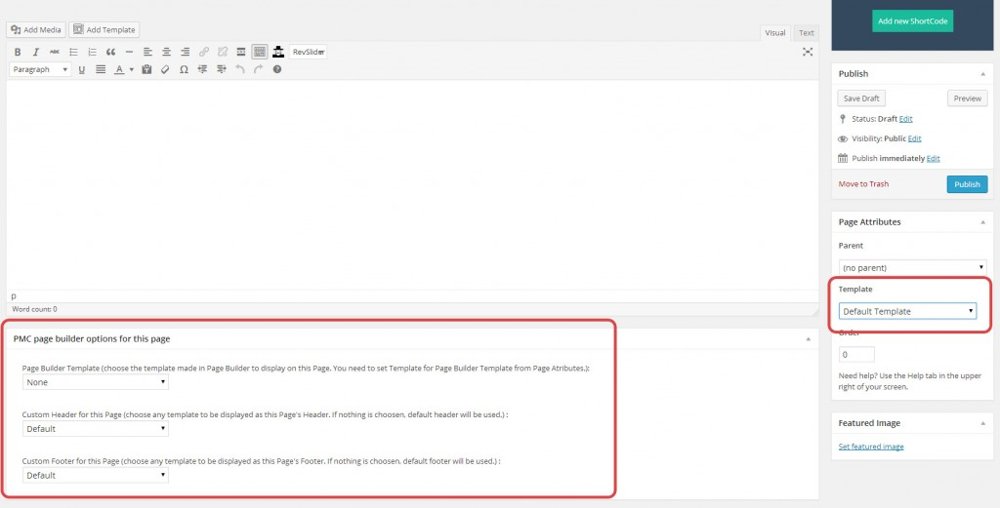 Add new ShortCode
Add Media
Add Template
Visual
Text
B I ABC
RevSlider
Paragraph
U
A
Ω
p
Word count: 0
PMC page builder options for this page
Page Builder Template (choose the template made in Page Builder to display on this Page. You need to set Template for Page Builder Template from Page Atributes.):
None
Custom Header for this Page (choose any template to be displayed as this Page's Header. If nothing is choosen, default header will be used.) :
Default
Custom Footer for this Page (choose any template to be displayed as this Page's Footer. If nothing is choosen, default footer will be used.) :
Default
Publish
Save Draft
Preview
Status: Draft Edit
Visibility: Public Edit
Publish immediately Edit
Move to Trash
Publish
Page Attributes
Parent
(no parent)
Template
Default Template
Order
0
Need help? Use the Help tab in the upper
right of your screen.
Featured Image
Set featured image